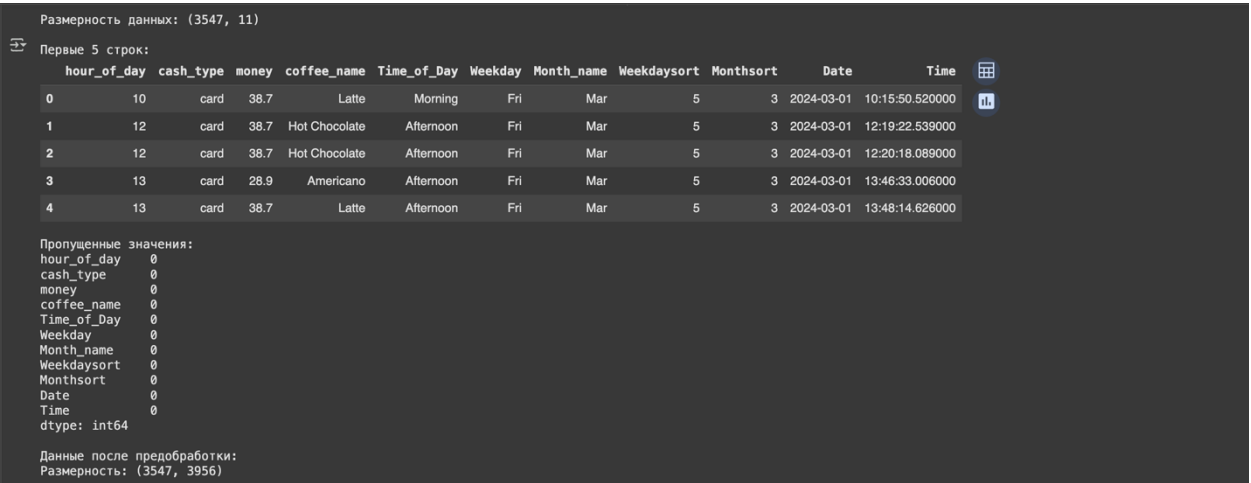 Размерность данных: (3547, 11)
Первые 5 строк:
hour_of_day cash_type money coffee_name Time_of_Day Weekday Month_name Weekdaysort Monthsort Date Time
0 10 card 38.7 Latte Morning Fri Mar 5 3 2024-03-01 10:15:50.520000
1 12 card 38.7 Hot Chocolate Afternoon Fri Mar 5 3 2024-03-01 12:19:22.539000
2 12 card 38.7 Hot Chocolate Afternoon Fri Mar 5 3 2024-03-01 12:20:18.089000
3 13 card 28.9 Americano Afternoon Fri Mar 5 3 2024-03-01 13:46:33.006000
4 13 card 38.7 Latte Afternoon Fri Mar 5 3 2024-03-01 13:48:14.626000
Пропущенные значения:
hour_of_day 0
cash_type 0
money 0
coffee_name 0
Time_of_Day 0
Weekday 0
Month_name 0
Weekdaysort 0
Monthsort 0
Date 0
Time 0
dtype: int64
Данные после предобработки:
Размерность: (3547, 3956)